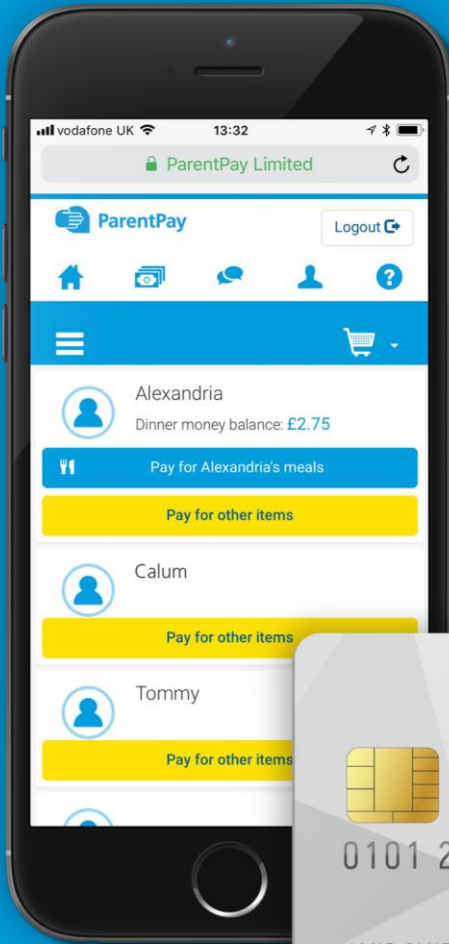 vodafone UK 13:32
ParentPay Limited
ParentPay
Logout
Alexandria
Dinner money balance: £2.75
Pay for Alexandria's meals
Pay for other items
Calum
Pay for other items
Tommy
Pay for other items
0101 2